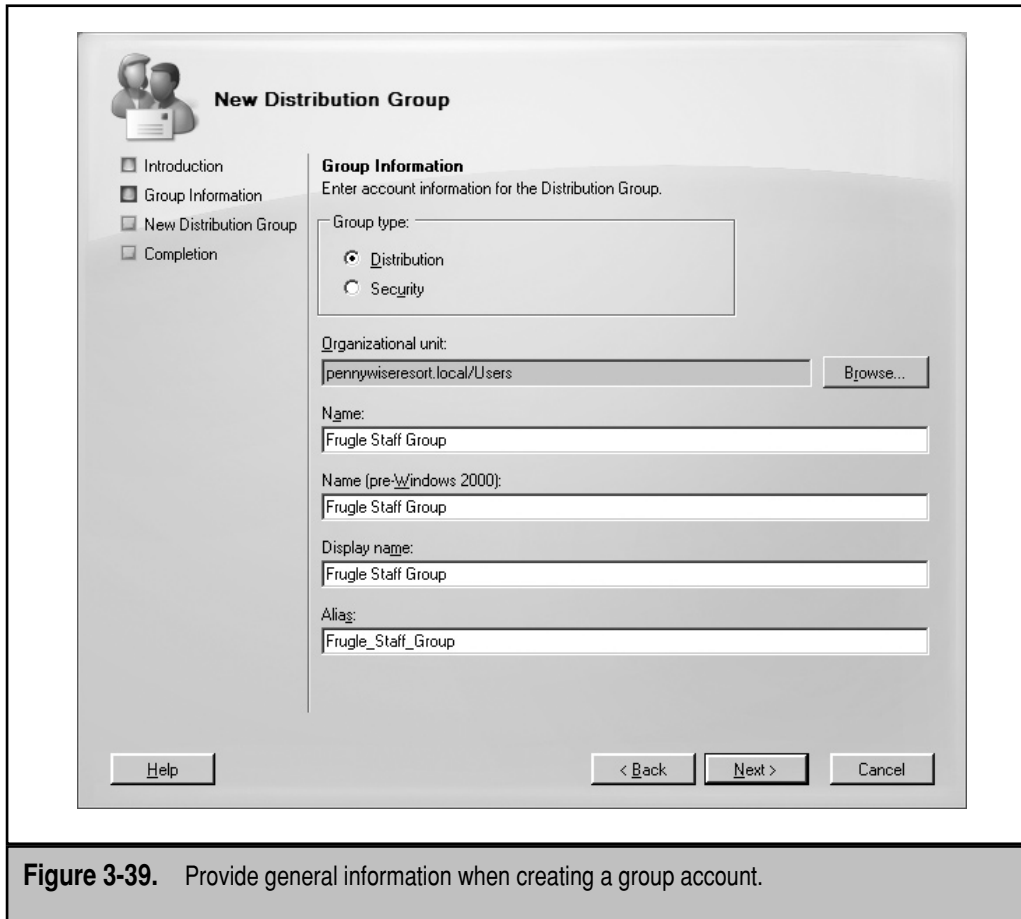 New Distribution Group
Introduction
Group Information
New Distribution Group
Completion
Group Information
Enter account information for the Distribution Group.
Group type:
Distribution
Security
Organizational unit:
pennywiseresort.local/Users
Browse...
Name:
Frugle Staff Group
Name (pre-Windows 2000):
Frugle Staff Group
Display name:
Frugle Staff Group
Alias:
Frugle_Staff_Group
Help
< Back
Next >
Cancel
Figure 3-39. Provide general information when creating a group account.